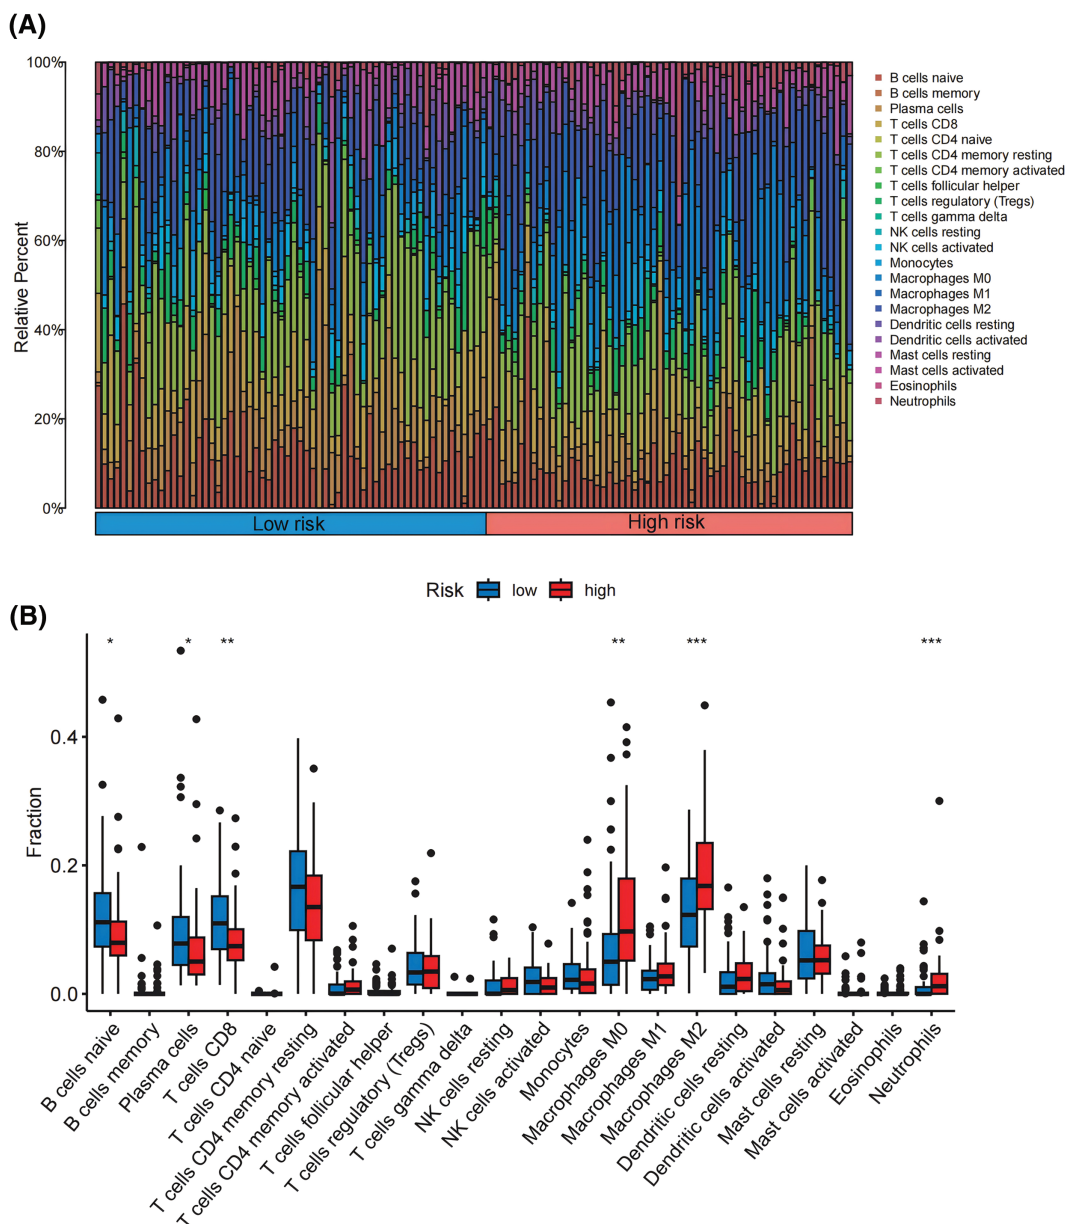 (A)
100%
80%
60%
40%
20%
0%
Relative Percent
B cells naive
B cells memory
Plasma cells
T cells CD8
T cells CD4 naive
T cells CD4 memory resting
T cells CD4 memory activated
T cells follicular helper
T cells regulatory (Tregs)
T cells gamma delta
NK cells resting
NK cells activated
Monocytes
Macrophages M0
Macrophages M1
Macrophages M2
Dendritic cells resting
Dendritic cells activated
Mast cells resting
Mast cells activated
Eosinophils
Neutrophils
Low risk
High risk
Risk low high
(B)
* * ** ** *** ***
0.4
0.2
0.0
Fraction
B cells naive
B cells memory
Plasma cells
T cells CD8
T cells CD4 naive
T cells CD4 memory resting
T cells CD4 memory activated
T cells follicular helper
T cells regulatory (Tregs)
T cells gamma delta
NK cells resting
NK cells activated
Monocytes
Macrophages M0
Macrophages M1
Macrophages M2
Dendritic cells resting
Dendritic cells activated
Mast cells resting
Mast cells activated
Eosinophils
Neutrophils